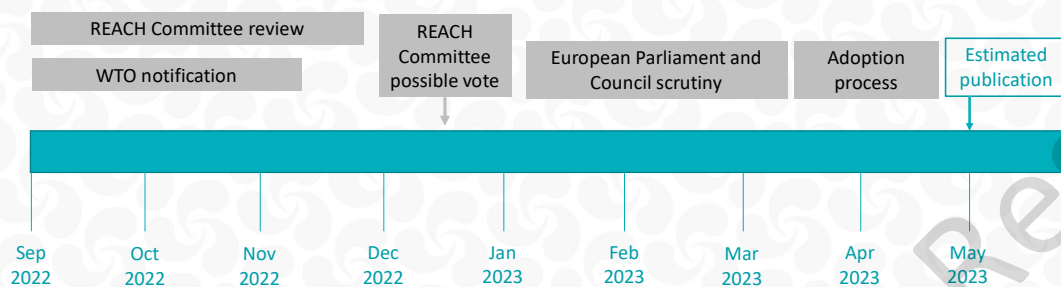 REACH Committee review
WTO notification
REACH
Committee
possible vote
European Parliament and
Council scrutiny
Adoption
process
Estimated
publication
Sep
2022
Oct
2022
Nov
2022
Dec
2022
Jan
2023
Feb
2023
Mar
2023
Apr
2023
May
2023
Re